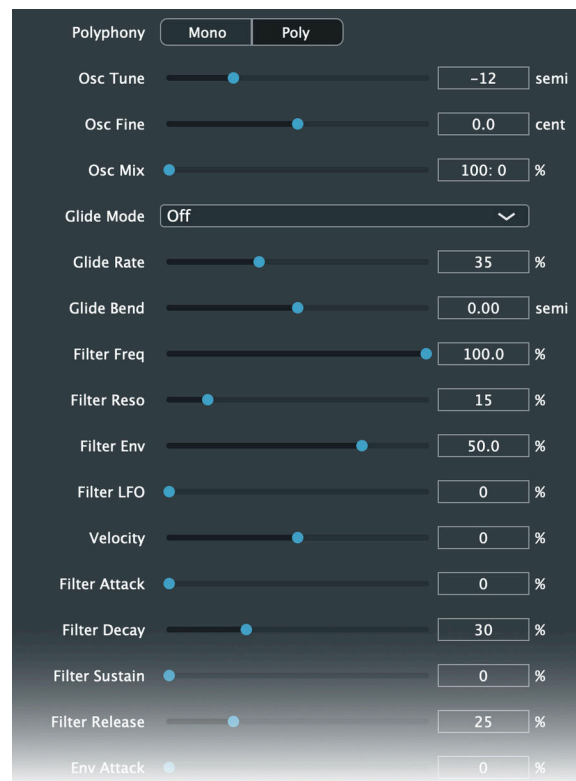 Polyphony Mono Poly
Osc Tune -12 semi
Osc Fine 0.0 cent
Osc Mix 100: 0 %
Glide Mode Off
Glide Rate 35 %
Glide Bend 0.00 semi
Filter Freq 100.0 %
Filter Reso 15 %
Filter Env 50.0 %
Filter LFO 0 %
Velocity 0 %
Filter Attack 0 %
Filter Decay 30 %
Filter Sustain 0 %
Filter Release 25 %
Env Attack 0 %